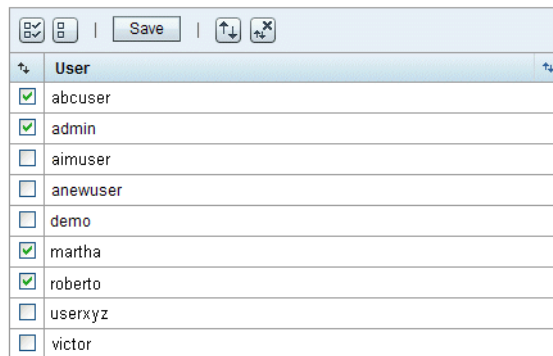 Save
User
abcuser
admin
aimuser
anewuser
demo
martha
roberto
userxyz
victor